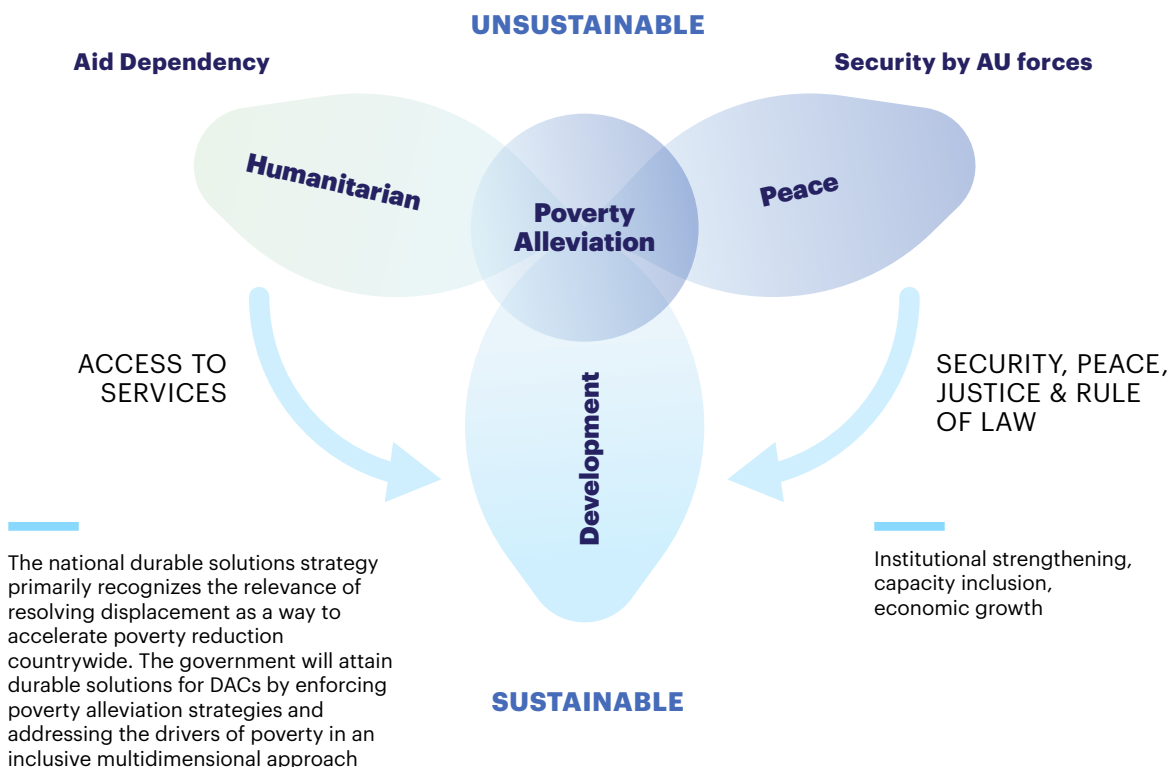 UNSUSTAINABLE
Aid Dependency
Security by AU forces
Humanitarian
Poverty
Alleviation
Peace
ACCESS TO
SERVICES
Development
SECURITY, PEACE,
JUSTICE & RULE
OF LAW
The national durable solutions strategy
primarily recognizes the relevance of
resolving displacement as a way to
accelerate poverty reduction
countrywide. The government will attain
durable solutions for DACs by enforcing
poverty alleviation strategies and
addressing the drivers of poverty in an
inclusive multidimensional approach
Institutional strengthening,
capacity inclusion,
economic growth
SUSTAINABLE